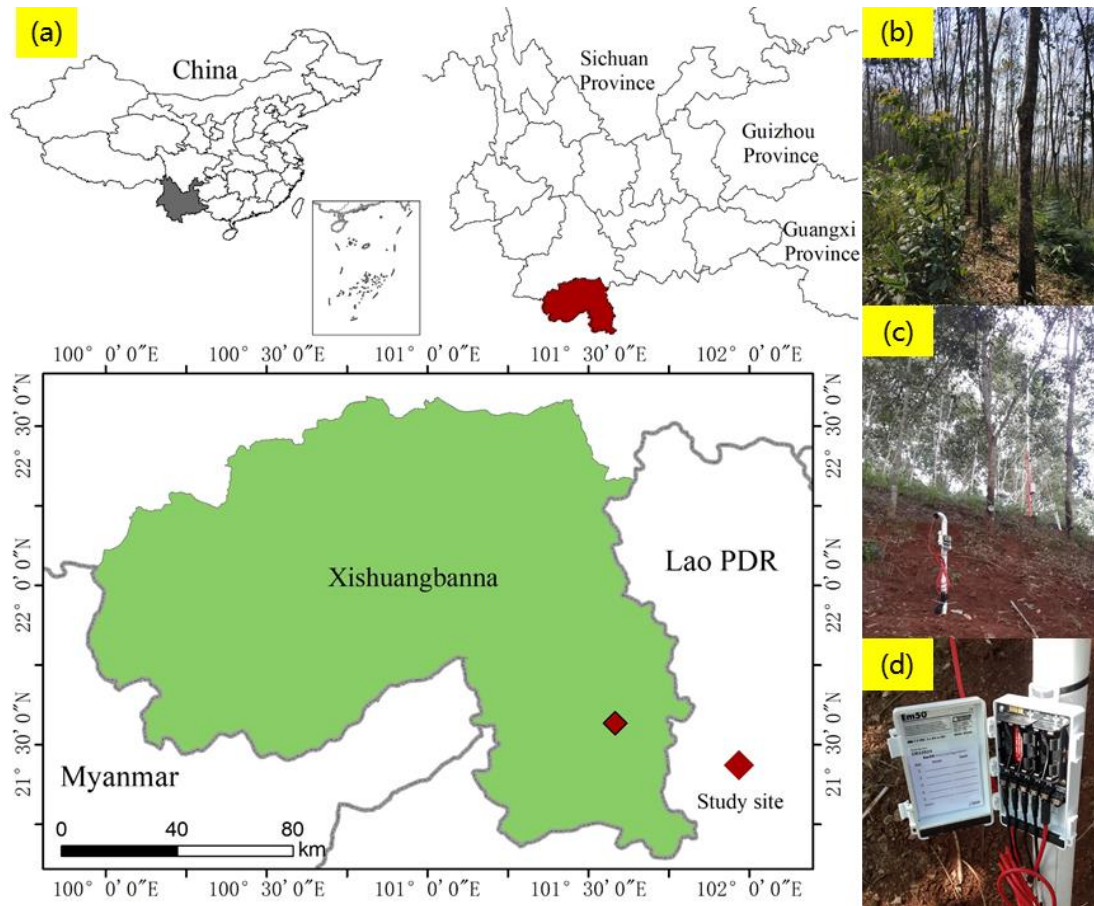 (a)
China
Sichuan
Province
Guizhou
Province
Guangxi
Province
100° 0'0"E
100° 30'0"E
101° 0'0"E
101° 30'0"E
102° 0'0"E
22° 30'0"N
22° 0'0"N
21° 30'0"N
22° 30'0"N
22° 0'0"N
21° 30'0"N
Xishuangbanna
Lao PDR
Myanmar
Study site
0 40 80
km
100° 0'0"E
100° 30'0"E
101° 0'0"E
101° 30'0"E
102° 0'0"E
(b)
(c)
(d)
Em50